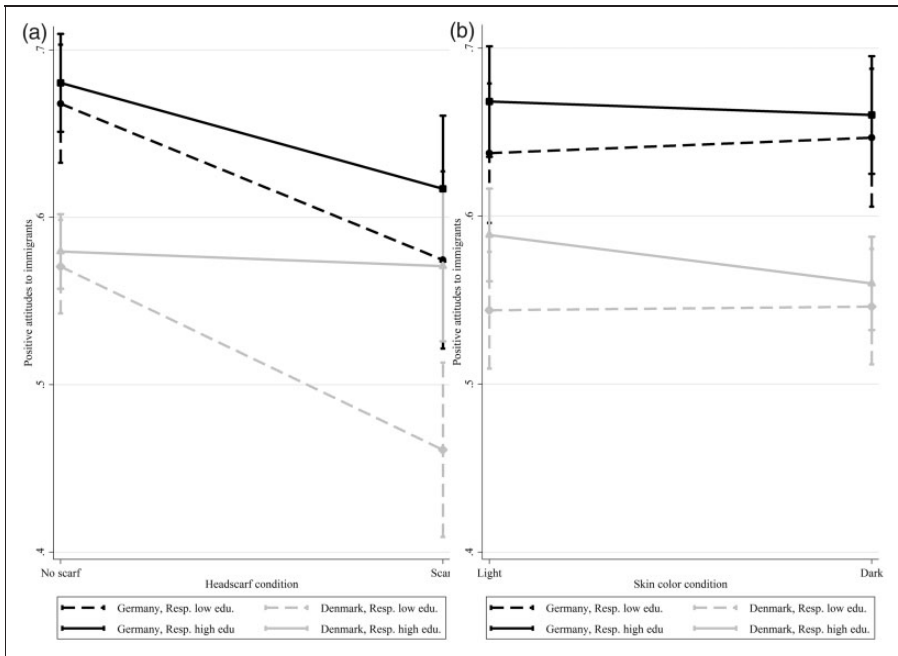 (a)
Positive attitudes to immigrants
.7
.6
.5
.4
No scarf
Scar
Headscarf condition
Germany, Resp. low edu.
Denmark, Resp. low edu.
Germany, Resp. high edu
Denmark, Resp. high edu.
(b)
Positive attitudes to immigrants
.7
.6
.5
.4
Light
Dark
Skin color condition
Germany, Resp. low edu.
Denmark, Resp. low edu.
Germany, Resp. high edu
Denmark, Resp. high edu.